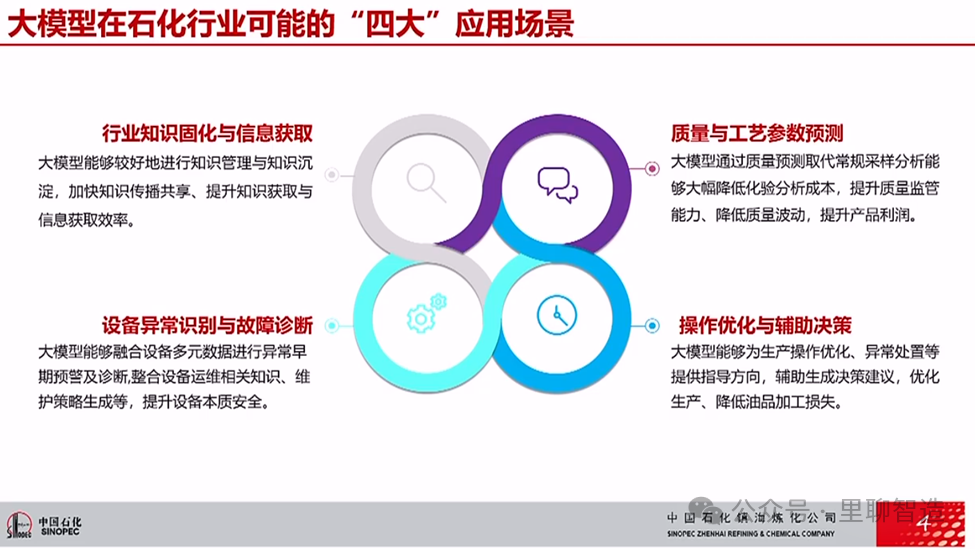 大模型在石化行业可能的“四大”应用场景
行业知识固化与信息获取
大模型能够较好地进行知识管理与知识沉
淀，加快知识传播共享、提升知识获取与
信息获取效率。
质量与工艺参数预测
大模型通过质量预测取代常规采样分析能
够大幅降低化验分析成本，提升质量监管
能力、降低质量波动，提升产品利润。
设备异常识别与故障诊断
大模型能够融合设备多元数据进行异常早
期预警及诊断,整合设备运维相关知识、维
护策略生成等，提升设备本质安全。
操作优化与辅助决策
大模型能够为生产操作优化、异常处置等
提供指导方向，辅助生成决策建议，优化
生产、降低油品加工损失。
SINOPEC
中国石化
SINOPEC
中国石化镇海炼化公司
SINOPEC ZHENHAI REFINING & CHEMICAL COMPANY
公众号 · 里聊智造
4